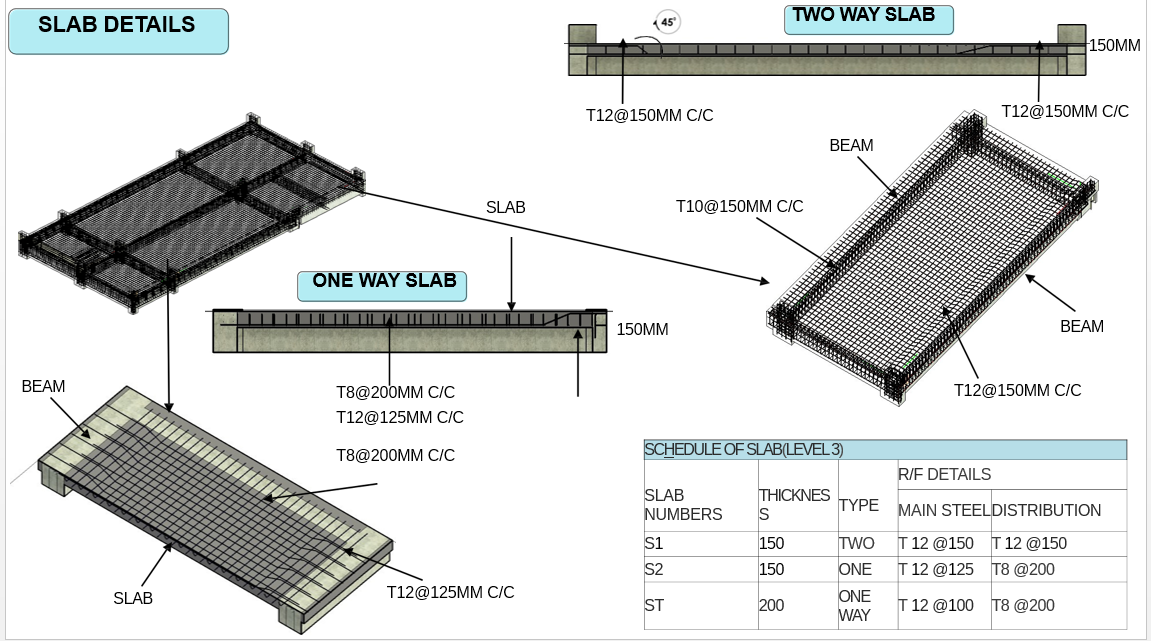 SLAB DETAILS
TWO WAY SLAB
45°
150MM
T12@150MM C/C
T12@150MM C/C
BEAM
T10@150MM C/C
SLAB
ONE WAY SLAB
150MM
BEAM
T12@150MM C/C
BEAM
T8@200MM C/C
T12@125MM C/C
T8@200MM C/C
T12@125MM C/C
SLAB
SCHEDULE OF SLAB(LEVEL 3)
SLAB
NUMBERS
THICKNES
S
TYPE
R/F DETAILS
MAIN STEEL DISTRIBUTION
S1 150 TWO T 12 @150 T 12 @150
S2 150 ONE T 12 @125 T8 @200
ST 200 ONE
WAY T 12 @100 T8 @200